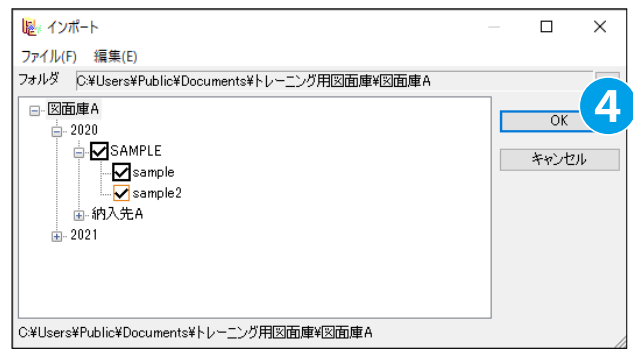 インポート
ファイル(F) 編集(E)
フォルダ C:¥Users¥Public¥Documents¥トレーニング用図面庫¥図面庫A
図面庫A
2020
SAMPLE
sample
sample2
納入先A
2021
OK
4
キャンセル
C:¥Users¥Public¥Documents¥トレーニング用図面庫¥図面庫A